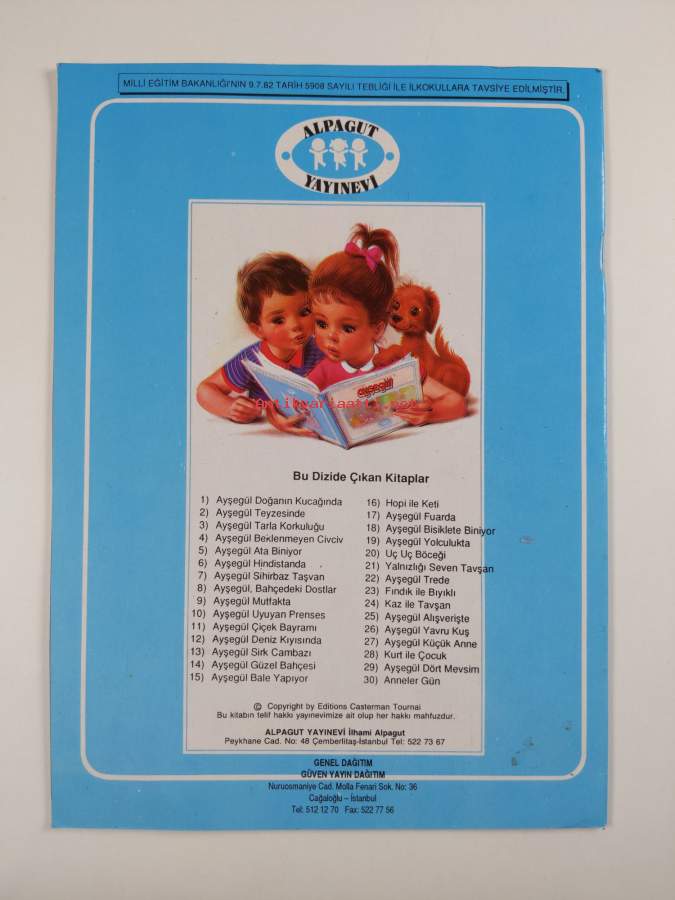 MİLLİ EĞİTİM BAKANLIĞI'NIN 9.7.82 TARİH 5908 SAYILI TEBLİĞİ İLE İLKOKULLARA TAVSİYE EDİLMİŞTİR.
ALPAGUT
YAYINEVİ
ayşegül
Antikvariaatti.net
Bu Dizide Çıkan Kitaplar
1) Ayşegül Doğanın Kucağında
2) Ayşegül Teyzesinde
3) Ayşegül Tarla Korkuluğu
4) Ayşegül Beklenmeyen Civciv
5) Ayşegül Ata Biniyor
6) Ayşegül Hindistanda
7) Ayşegül Sihirbaz Taşvan
8) Ayşegül, Bahçedeki Dostlar
9) Ayşegül Mutfakta
10) Ayşegül Uyuyan Prenses
11) Ayşegül Çiçek Bayramı
12) Ayşegül Deniz Kıyısında
13) Ayşegül Sirk Cambazı
14) Ayşegül Güzel Bahçesi
15) Ayşegül Bale Yapıyor
16) Hopi ile Keti
17) Ayşegül Fuarda
18) Ayşegül Bisiklete Biniyor
19) Ayşegül Yolculukta
20) Uç Uç Böceği
21) Yalnızlığı Seven Tavşan
22) Ayşegül Trede
23) Fındık ile Bıyıklı
24) Kaz ile Tavşan
25) Ayşegül Alışverişte
26) Ayşegül Yavru Kuş
27) Ayşegül Küçük Anne
28) Kurt ile Çocuk
29) Ayşegül Dört Mevsim
30) Anneler Gün
© Copyright by Editions Casterman Tournai
Bu kitabın telif hakkı yayınevimize ait olup her hakkı mahfuzdur.
ALPAGUT YAYINEVİ İlhami Alpagut
Peykhane Cad. No: 48 Çemberlitaş-İstanbul Tel: 522 73 67
GENEL DAĞITIM
GÜVEN YAYIN DAĞITIM
Nuruosmaniye Cad. Molla Fenari Sok. No: 36
Cağaloğlu – İstanbul
Tel: 512 12 70 Fax: 522 77 56